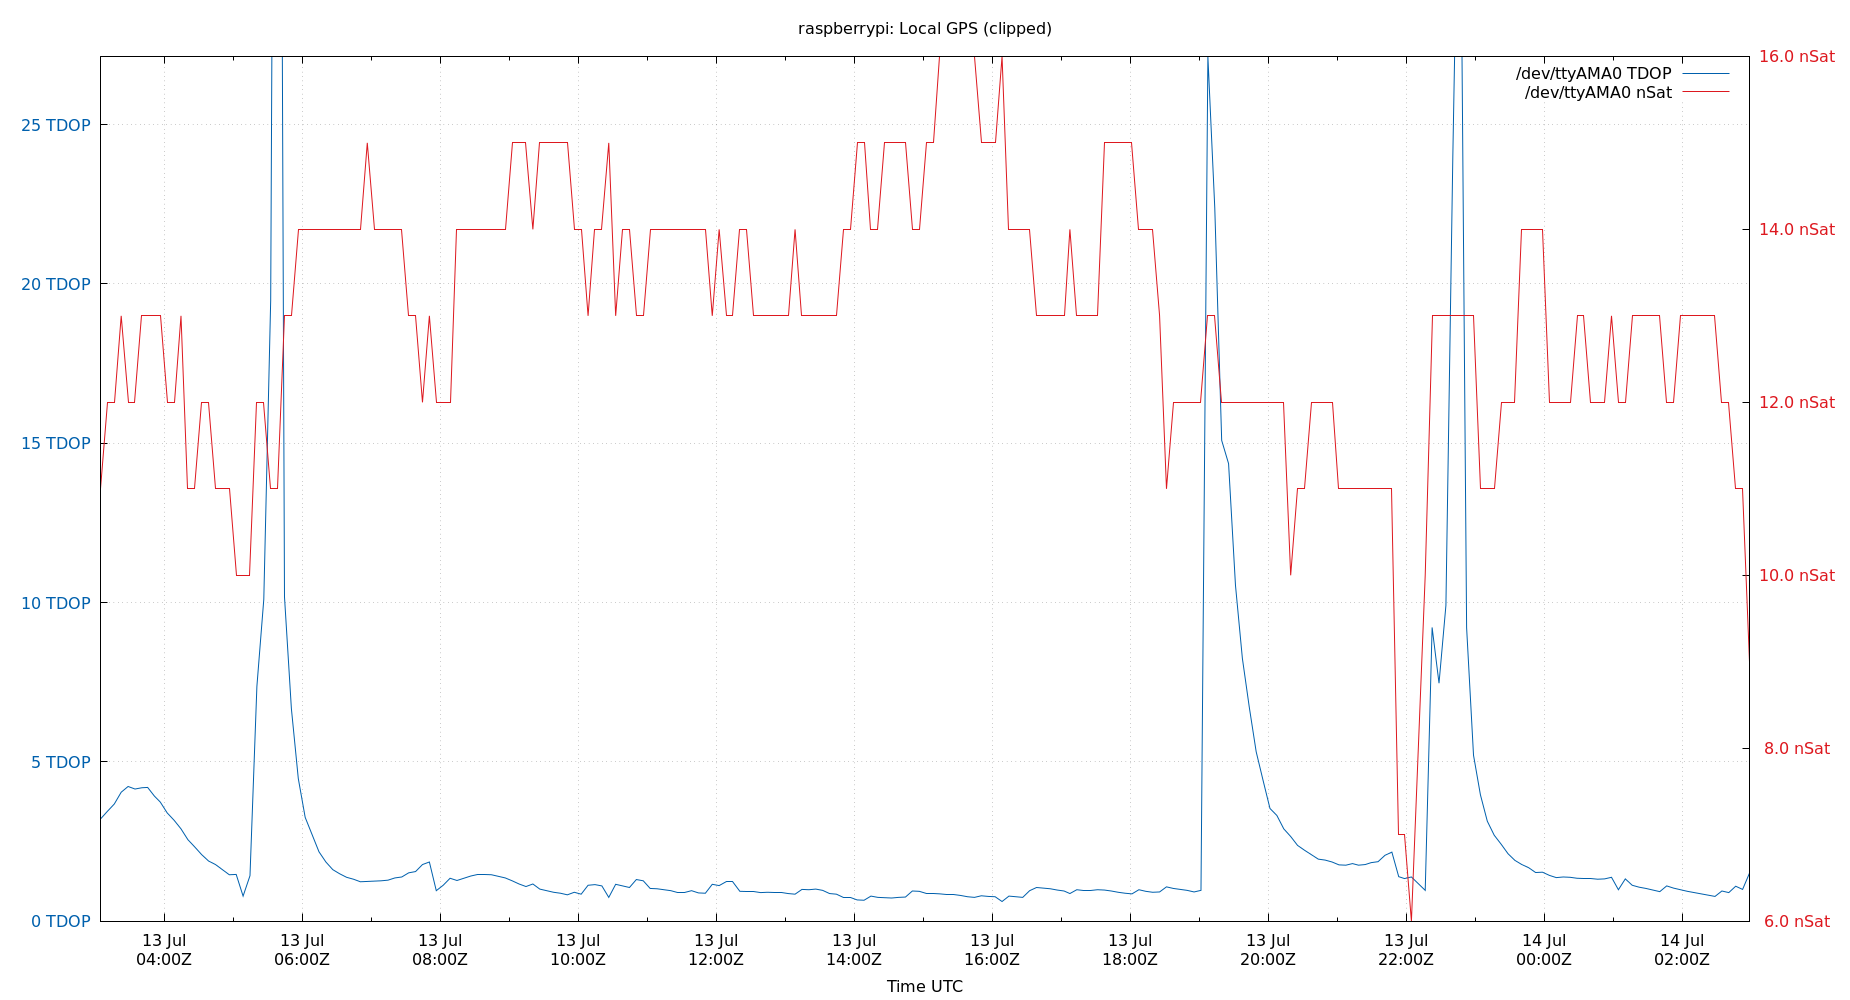 raspberrypi: Local GPS (clipped)
/dev/ttyAMA0 TDOP
/dev/ttyAMA0 nSat
25 TDOP
20 TDOP
15 TDOP
10 TDOP
5 TDOP
0 TDOP
16.0 nSat
14.0 nSat
12.0 nSat
10.0 nSat
8.0 nSat
6.0 nSat
13 Jul
04:00Z
13 Jul
06:00Z
13 Jul
08:00Z
13 Jul
10:00Z
13 Jul
12:00Z
13 Jul
14:00Z
13 Jul
16:00Z
13 Jul
18:00Z
13 Jul
20:00Z
13 Jul
22:00Z
14 Jul
00:00Z
14 Jul
02:00Z
Time UTC